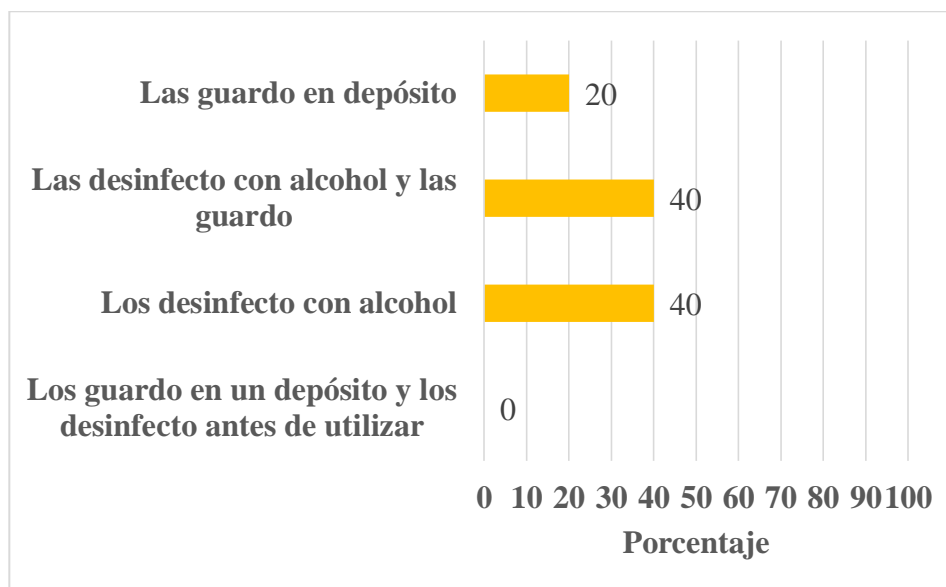 Las guardo en depósito
20
Las desinfecto con alcohol y las
guardo
40
Los desinfecto con alcohol
40
Los guardo en un depósito y los
desinfecto antes de utilizar
0
0 10 20 30 40 50 60 70 80 90 100
Porcentaje